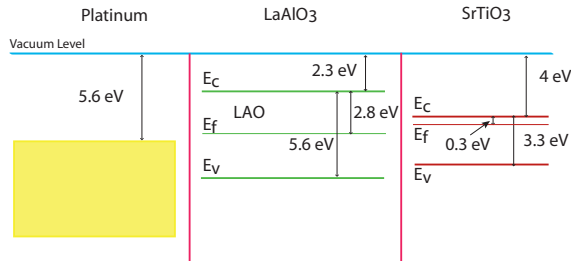 Platinum
LaAlO3
SrTiO3
Vacuum Level
5.6 eV
2.3 eV
4 eV
Ec
LAO
2.8 eV
Ef
5.6 eV
Ev
Ec
Ef
0.3 eV
3.3 eV
Ev